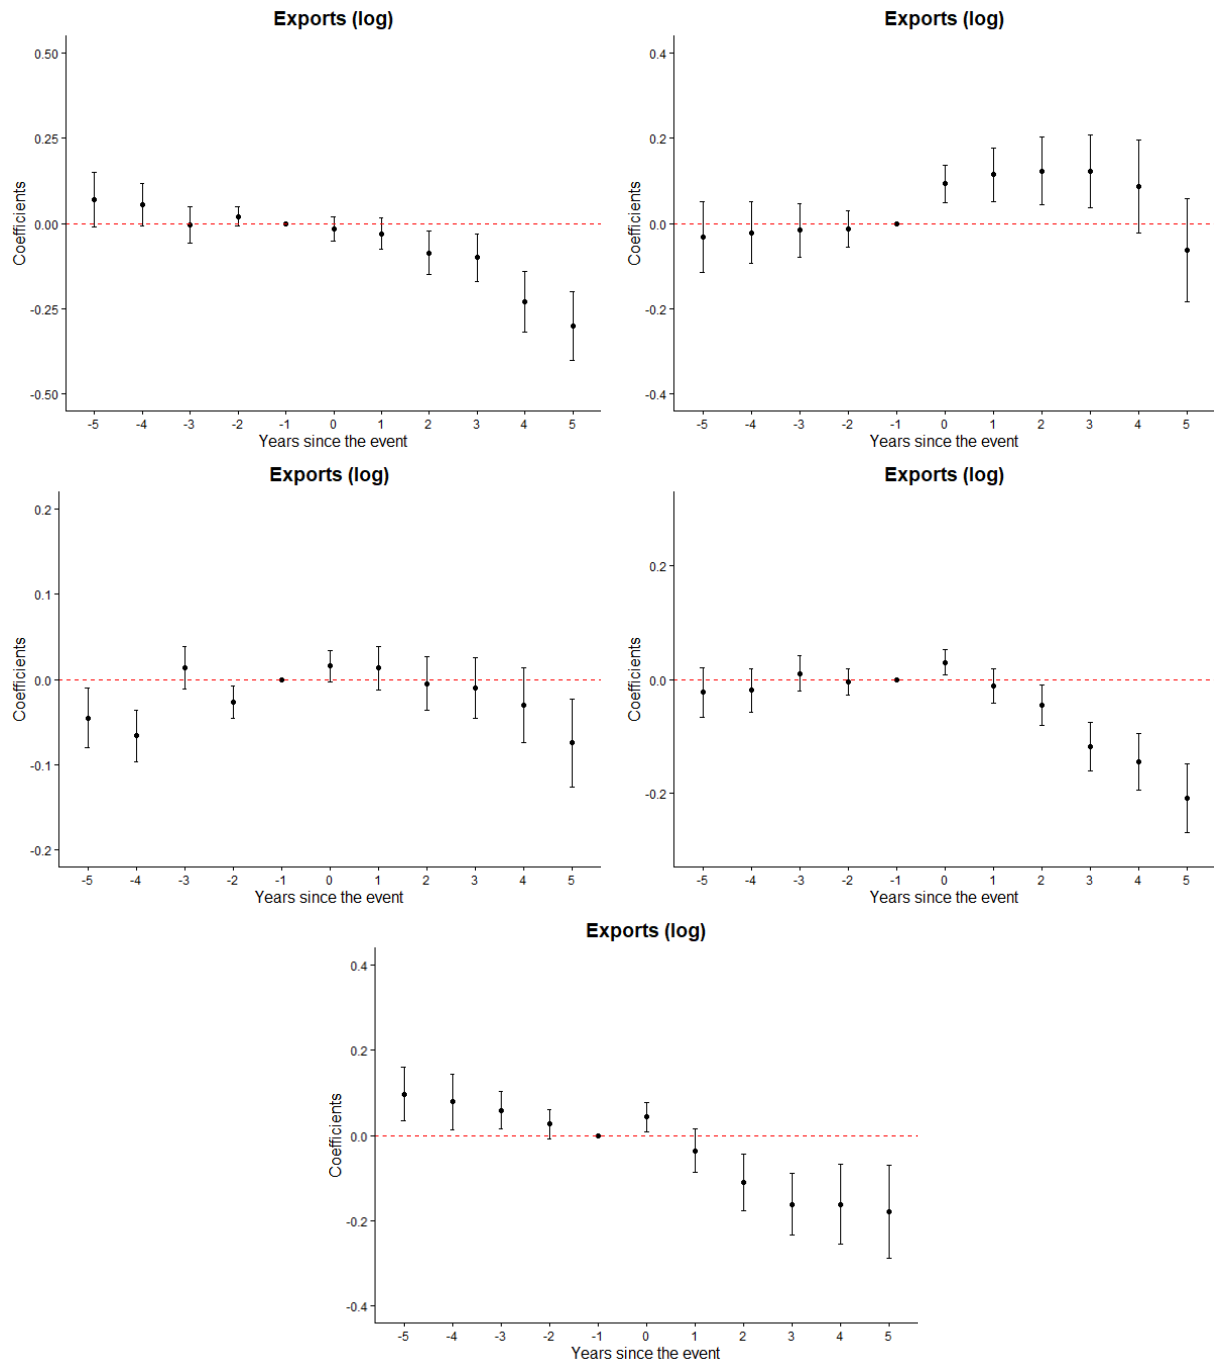 Exports (log)
Coefficients
0.50
0.25
0.00
-0.25
-0.50
-5 -4 -3 -2 -1 0 1 2 3 4 5
Years since the event
Exports (log)
Coefficients
0.4
0.2
0.0
-0.2
-0.4
-5 -4 -3 -2 -1 0 1 2 3 4 5
Years since the event
Exports (log)
Coefficients
0.2
0.1
0.0
-0.1
-0.2
-5 -4 -3 -2 -1 0 1 2 3 4 5
Years since the event
Exports (log)
Coefficients
0.2
0.0
-0.2
-5 -4 -3 -2 -1 0 1 2 3 4 5
Years since the event
Exports (log)
Coefficients
0.4
0.2
0.0
-0.2
-0.4
-5 -4 -3 -2 -1 0 1 2 3 4 5
Years since the event